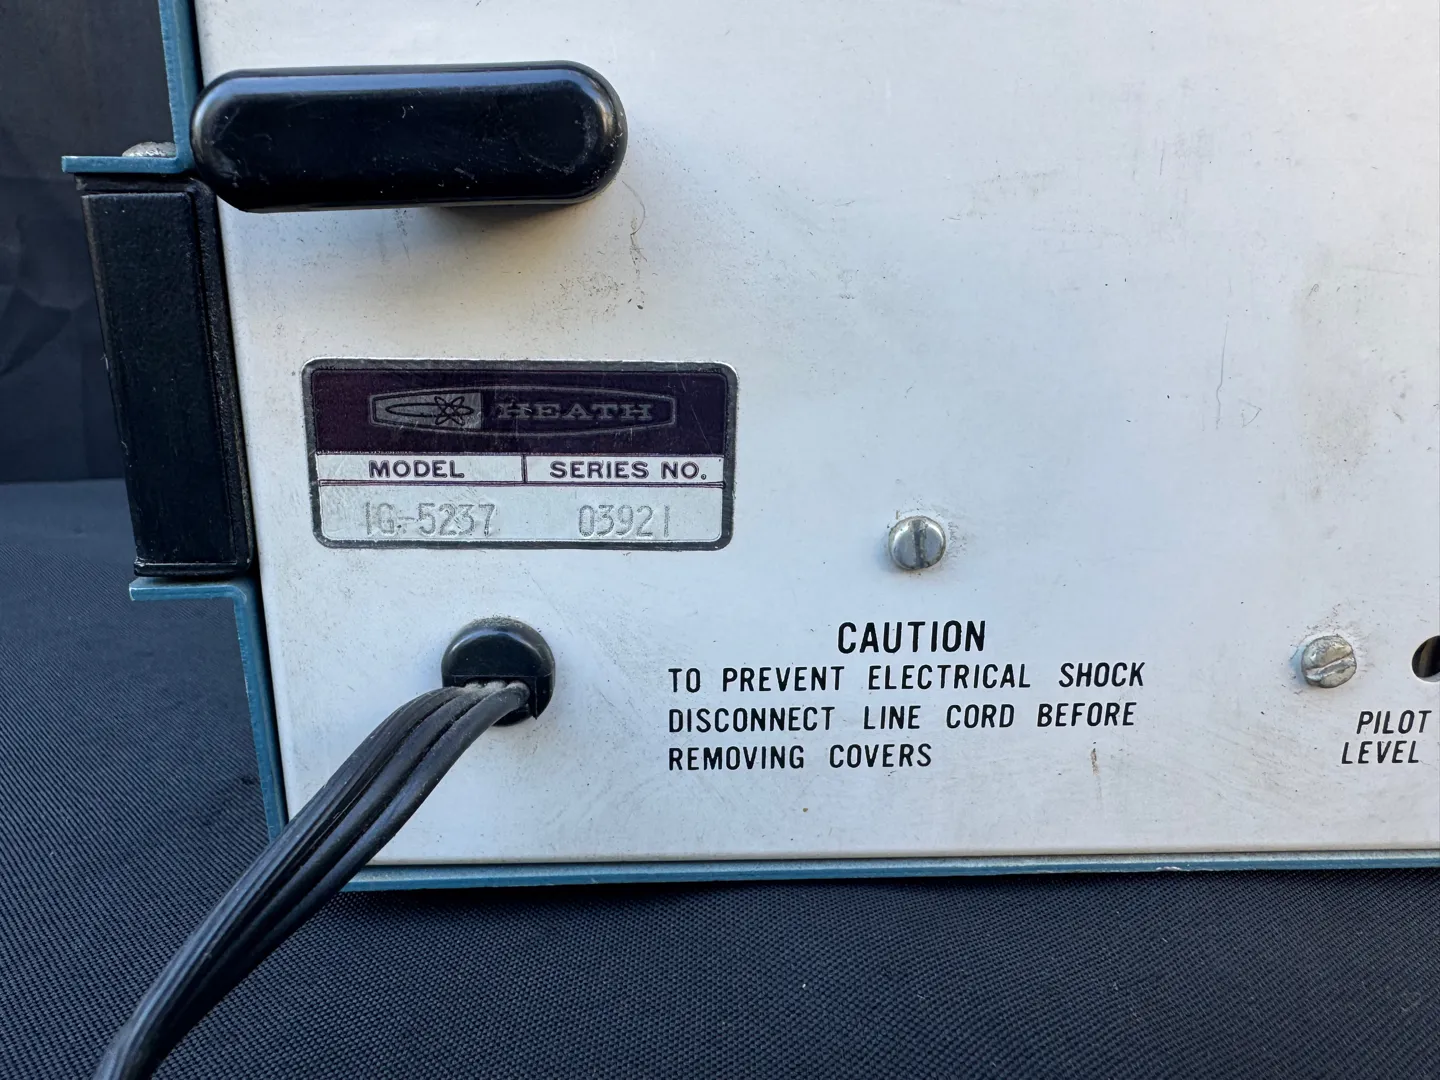 HEATH
MODEL SERIES NO.
IG-5237 03921
CAUTION
TO PREVENT ELECTRICAL SHOCK
DISCONNECT LINE CORD BEFORE
REMOVING COVERS
PILOT
LEVEL